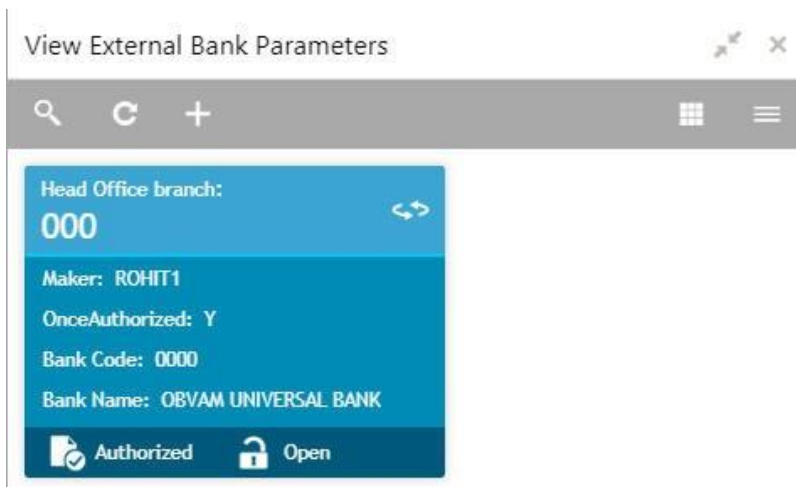 View External Bank Parameters
Head Office branch:
000
Maker: ROHIT1
OnceAuthorized: Y
Bank Code: 0000
Bank Name: OBVAM UNIVERSAL BANK
Authorized Open